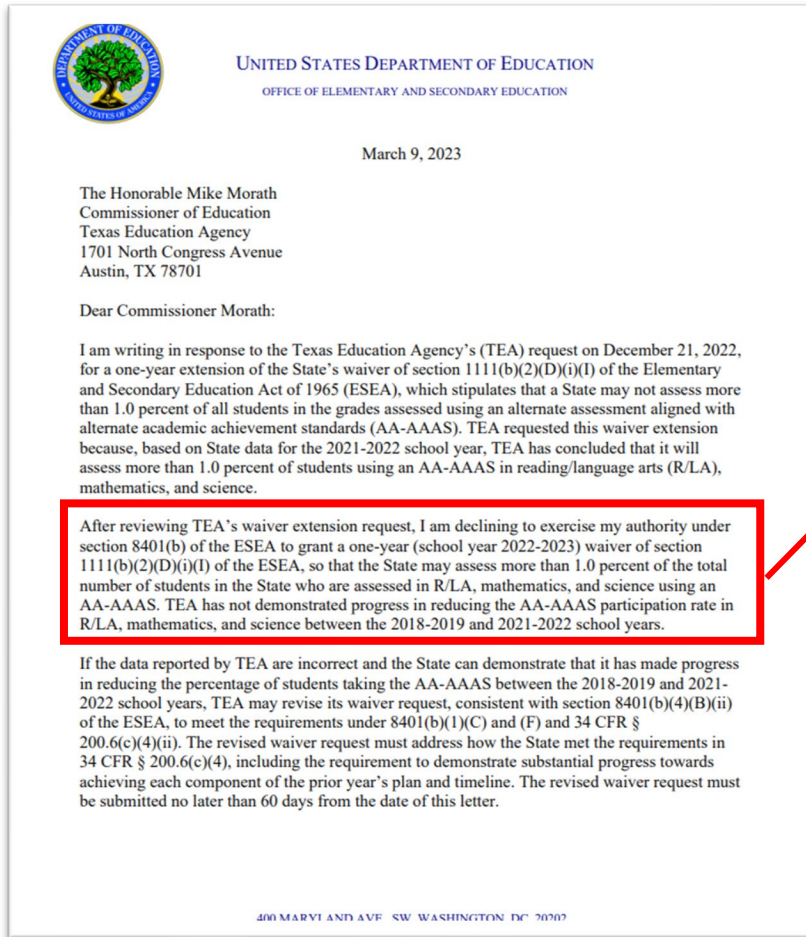 DEPARTMENT OF EDUCATION
UNITED STATES OF AMERICA
UNITED STATES DEPARTMENT OF EDUCATION
OFFICE OF ELEMENTARY AND SECONDARY EDUCATION
March 9, 2023
The Honorable Mike Morath
Commissioner of Education
Texas Education Agency
1701 North Congress Avenue
Austin, TX 78701
Dear Commissioner Morath:
I am writing in response to the Texas Education Agency’s (TEA) request on December 21, 2022,
for a one-year extension of the State’s waiver of section 1111(b)(2)(D)(i)(I) of the Elementary
and Secondary Education Act of 1965 (ESEA), which stipulates that a State may not assess more
than 1.0 percent of all students in the grades assessed using an alternate assessment aligned with
alternate academic achievement standards (AA-AAAS). TEA requested this waiver extension
because, based on State data for the 2021-2022 school year, TEA has concluded that it will
assess more than 1.0 percent of students using an AA-AAAS in reading/language arts (R/LA),
mathematics, and science.
After reviewing TEA’s waiver extension request, I am declining to exercise my authority under
section 8401(b) of the ESEA to grant a one-year (school year 2022-2023) waiver of section
1111(b)(2)(D)(i)(I) of the ESEA, so that the State may assess more than 1.0 percent of the total
number of students in the State who are assessed in R/LA, mathematics, and science using an
AA-AAAS. TEA has not demonstrated progress in reducing the AA-AAAS participation rate in
R/LA, mathematics, and science between the 2018-2019 and 2021-2022 school years.
If the data reported by TEA are incorrect and the State can demonstrate that it has made progress
in reducing the percentage of students taking the AA-AAAS between the 2018-2019 and 2021-
2022 school years, TEA may revise its waiver request, consistent with section 8401(b)(4)(B)(ii)
of the ESEA, to meet the requirements under 8401(b)(1)(C) and (F) and 34 CFR §
200.6(c)(4)(ii). The revised waiver request must address how the State met the requirements in
34 CFR § 200.6(c)(4), including the requirement to demonstrate substantial progress towards
achieving each component of the prior year’s plan and timeline. The revised waiver request must
be submitted no later than 60 days from the date of this letter.
400 MARYLAND AVE., SW, WASHINGTON, DC 20202